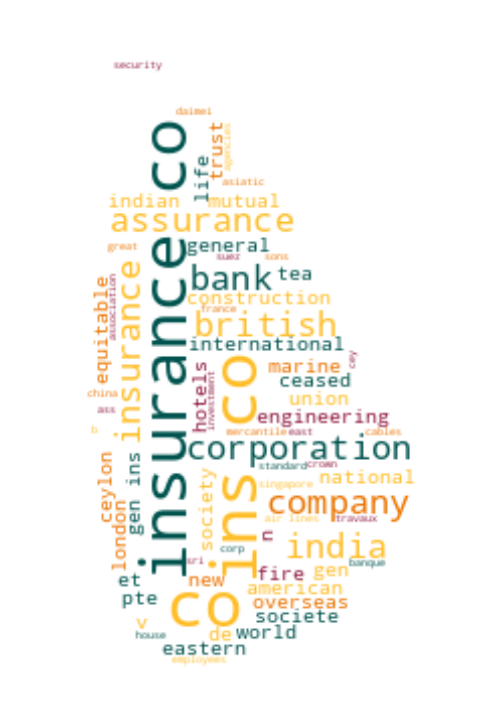 security
daimei
insurance co
life
trust
agencies
asiatic
indian
mutual
assurance
great
general
suez
sons
bank
tea
equitable
association
insurance
construction
france
british
international
cey
marine
ceased
china
hotels
investment
ins co
union
ass
engineering
b
mercantile
east
cables
corporation
standard
crown
ceylon
gen ins
society
singapore
national
company
london
air lines
travaux
n
corp
india
sri
banque
et
new
fire
gen
pte
co
american
overseas
v
societe
house
de
world
eastern
employees